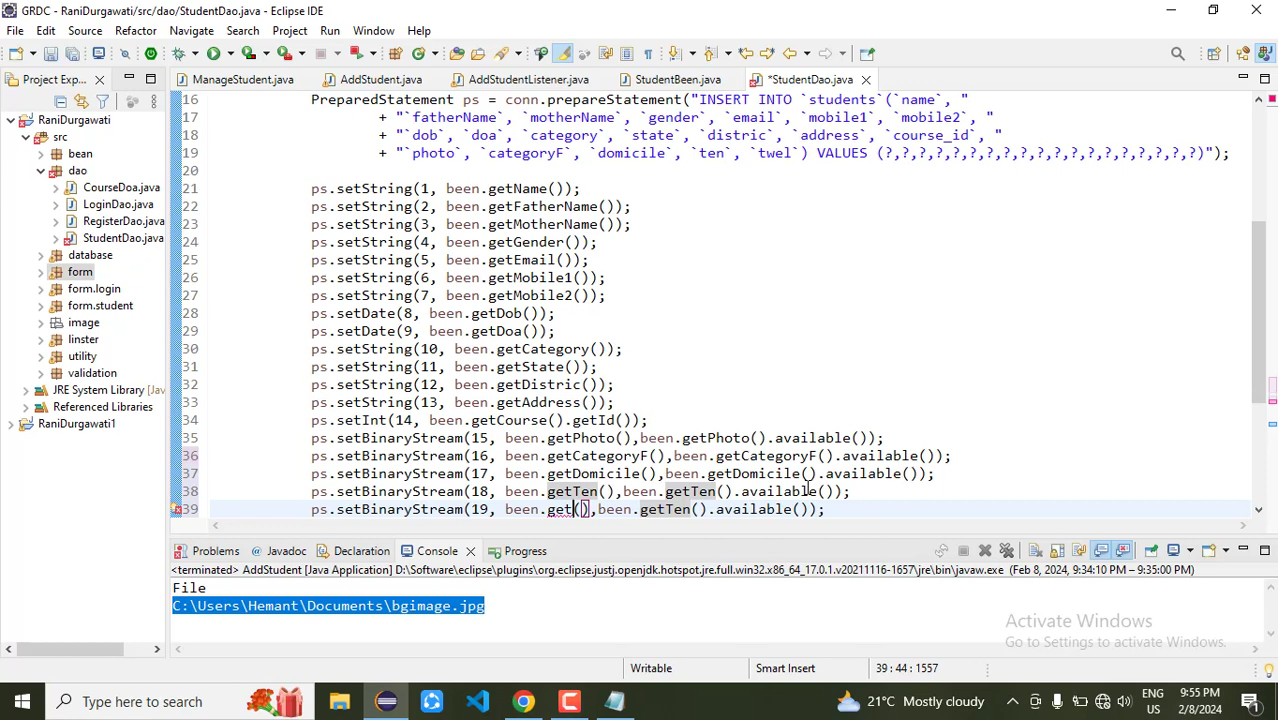 GRDC - RaniDurgawati/src/dao/StudentDao.java - Eclipse IDE
File Edit Source Refactor Navigate Search Project Run Window Help
Project Exp...
ManageStudent.java AddStudent.java AddStudentListener.java StudentBeen.java *StudentDao.java
RaniDurgawati
src
bean
dao
CourseDoa.java
LoginDao.java
RegisterDao.java
StudentDao.java
database
form
form.login
form.student
image
linster
utility
validation
JRE System Library [Jav
Referenced Libraries
RaniDurgawati1
16 PreparedStatement ps = conn.prepareStatement("INSERT INTO `students`(`name`, "
17 + "`fatherName`, `motherName`, `gender`, `email`, `mobile1`, `mobile2`, "
18 + "`dob`, `doa`, `category`, `state`, `distric`, `address`, `course_id`, "
19 + "`photo`, `categoryF`, `domicile`, `ten`, `twel`) VALUES (?,?,?,?,?,?,?,?,?,?,?,?,?,?,?,?,?,?,?)");
20
21 ps.setString(1, been.getName());
22 ps.setString(2, been.getFatherName());
23 ps.setString(3, been.getMotherName());
24 ps.setString(4, been.getGender());
25 ps.setString(5, been.getEmail());
26 ps.setString(6, been.getMobile1());
27 ps.setString(7, been.getMobile2());
28 ps.setDate(8, been.getDob());
29 ps.setDate(9, been.getDoa());
30 ps.setString(10, been.getCategory());
31 ps.setString(11, been.getState());
32 ps.setString(12, been.getDistric());
33 ps.setString(13, been.getAddress());
34 ps.setInt(14, been.getCourse().getId());
35 ps.setBinaryStream(15, been.getPhoto(),been.getPhoto().available());
36 ps.setBinaryStream(16, been.getCategoryF(),been.getCategoryF().available());
37 ps.setBinaryStream(17, been.getDomicile(),been.getDomicile().available());
38 ps.setBinaryStream(18, been.getTen(),been.getTen().available());
39 ps.setBinaryStream(19, been.get(),been.getTen().available());
Problems Javadoc Declaration Console Progress
<terminated> AddStudent [Java Application] D:\Software\eclipse\plugins\org.eclipse.justj.openjdk.hotspot.jre.full.win32.x86_64_17.0.1.v20211116-1657\jre\bin\javaw.exe (Feb 8, 2024, 9:34:10 PM – 9:35:00 PM)
File
C:\Users\Hemant\Documents\bgimage.jpg
Activate Windows
Go to Settings to activate Windows.
Writable Smart Insert 39 : 44 : 1557
Type here to search
21°C Mostly cloudy
ENG
US
9:55 PM
2/8/2024
1